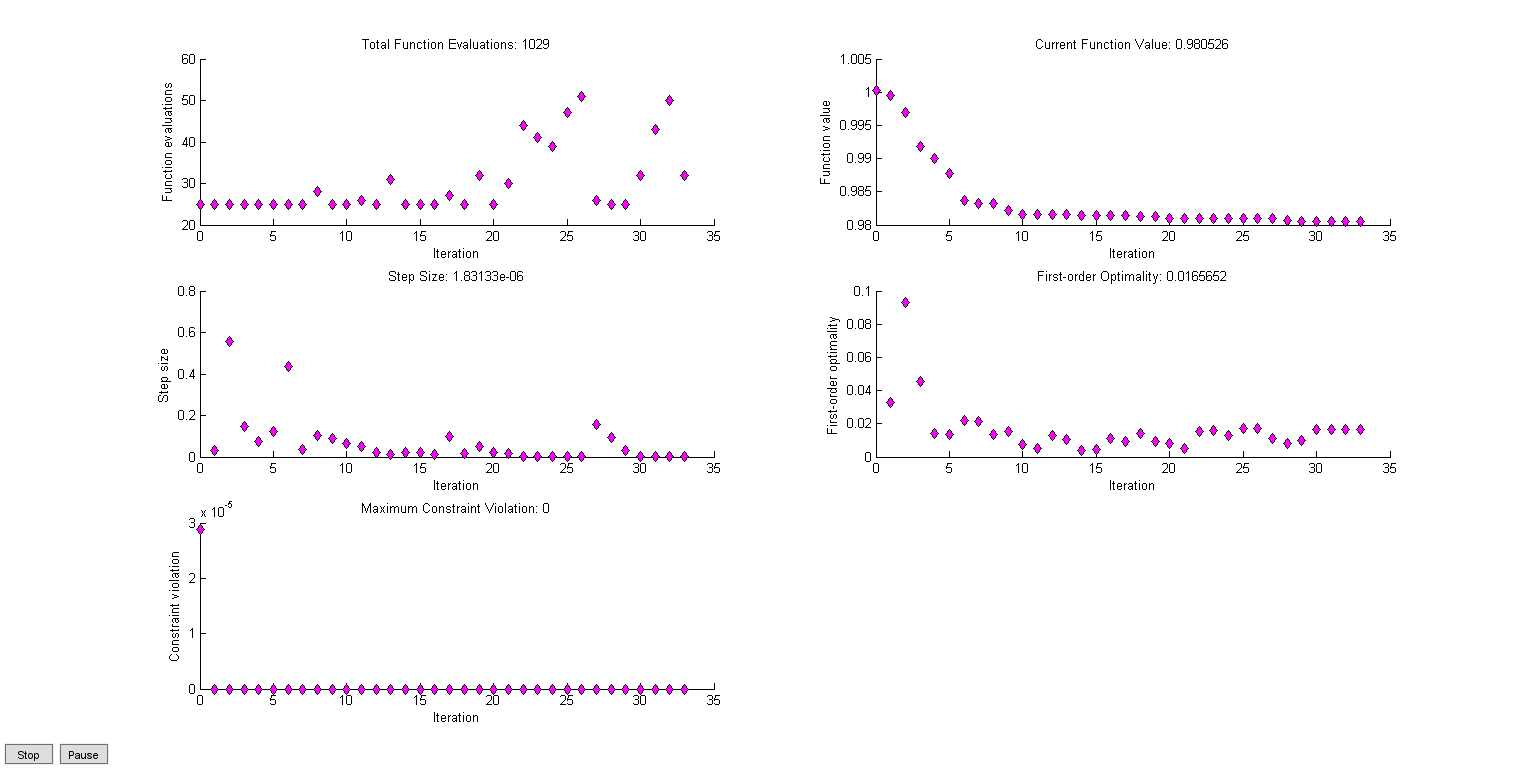 Total Function Evaluations: 1029
Function evaluations
60
50
40
30
20
0 5 10 15 20 25 30 35
Iteration
Current Function Value: 0.980526
Function value
1.005
1
0.995
0.99
0.985
0.98
0 5 10 15 20 25 30 35
Iteration
Step Size: 1.83133e-06
Step size
0.8
0.6
0.4
0.2
0
0 5 10 15 20 25 30 35
Iteration
First-order Optimality: 0.0165652
First-order optimality
0.1
0.08
0.06
0.04
0.02
0
0 5 10 15 20 25 30 35
Iteration
Maximum Constraint Violation: 0
x 10^-5
Constraint violation
3
2
1
0
0 5 10 15 20 25 30 35
Iteration
Stop Pause